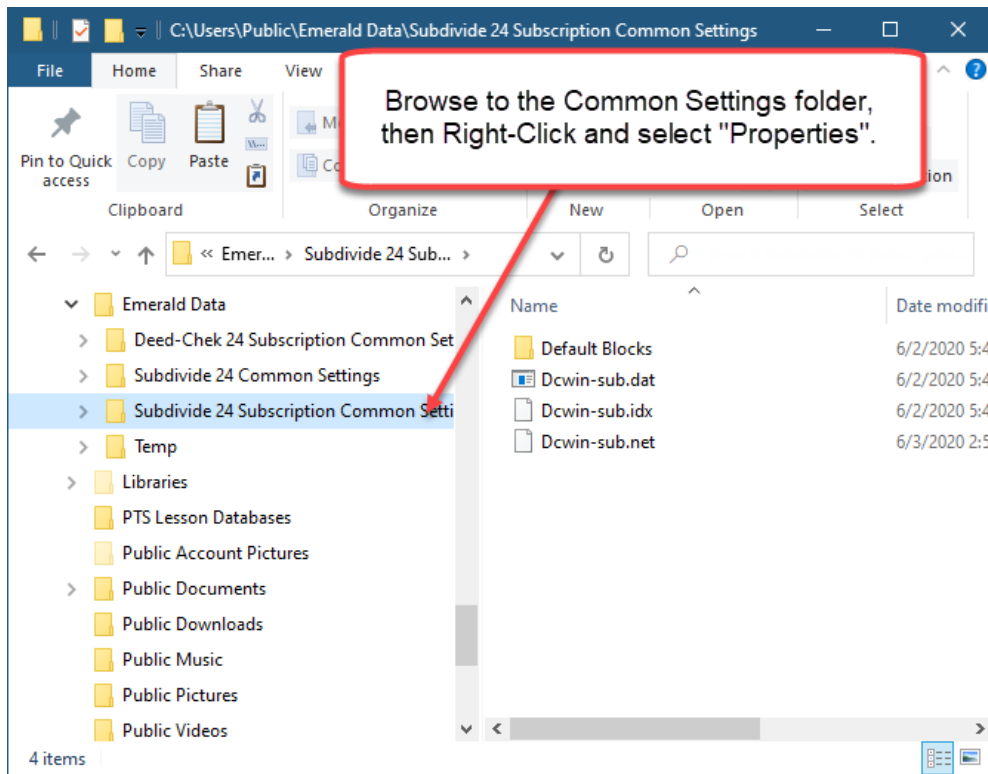 C:\Users\Public\Emerald Data\Subdivide 24 Subscription Common Settings
File Home Share View
Browse to the Common Settings folder,
then Right-Click and select "Properties".
Pin to Quick
access
Copy
Paste
Clipboard
Organize
New
Open
Select
« Emer... › Subdivide 24 Sub... ›
Emerald Data
Deed-Chek 24 Subscription Common Set
Subdivide 24 Common Settings
Subdivide 24 Subscription Common Setti
Temp
Libraries
PTS Lesson Databases
Public Account Pictures
Public Documents
Public Downloads
Public Music
Public Pictures
Public Videos
Name Date modifi
Default Blocks 6/2/2020 5:4
Dcwin-sub.dat 6/2/2020 5:4
Dcwin-sub.idx 6/2/2020 5:4
Dcwin-sub.net 6/3/2020 2:5
4 items